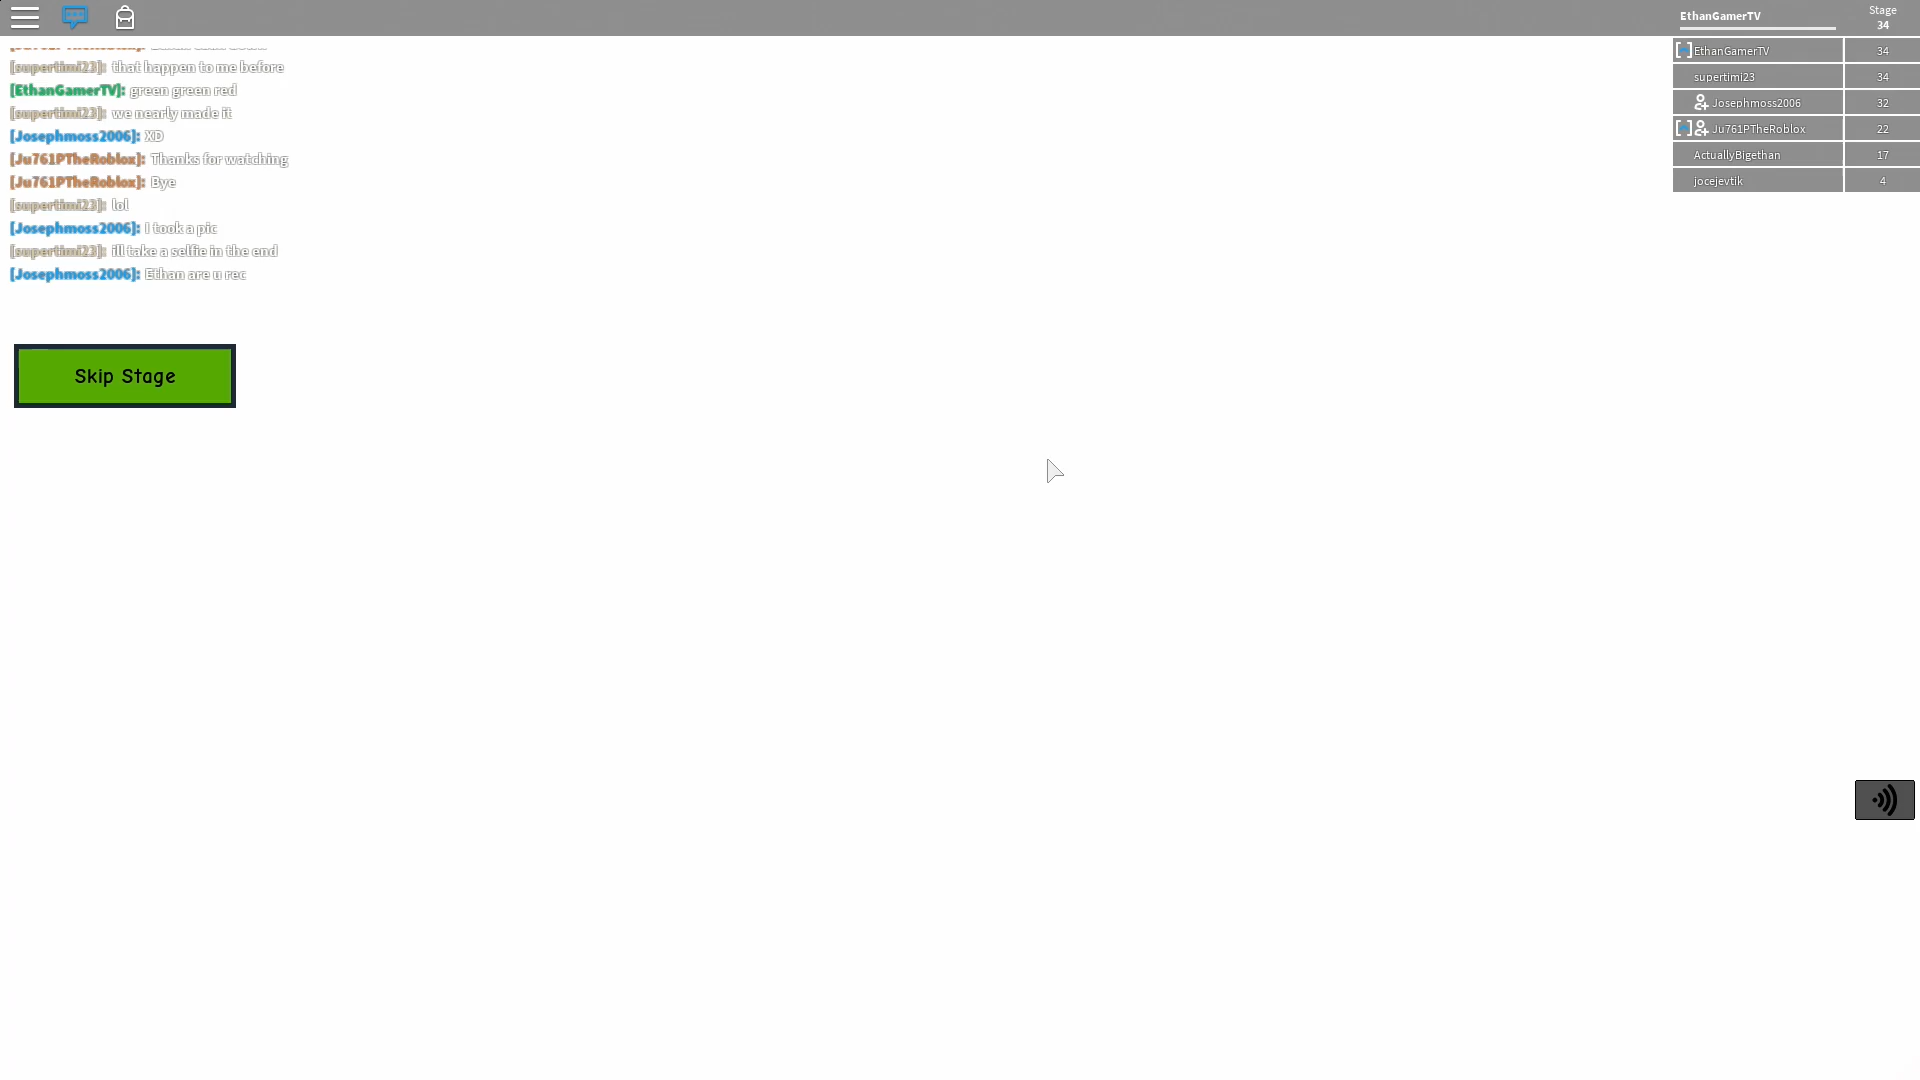 EthanGamerTV
Stage
34
[supertimi23]: that happen to me before
[EthanGamerTV]: green green red
[supertimi23]: we nearly made it
[Josephmoss2006]: XD
[Ju761PTheRoblox]: Thanks for watching
[Ju761PTheRoblox]: Bye
[supertimi23]: lol
[Josephmoss2006]: I took a pic
[supertimi23]: ill take a selfie in the end
[Josephmoss2006]: Ethan are u rec
EthanGamerTV 34
supertimi23 34
Josephmoss2006 32
Ju761PTheRoblox 22
ActuallyBigethan 17
jocejevtik 4
Skip Stage